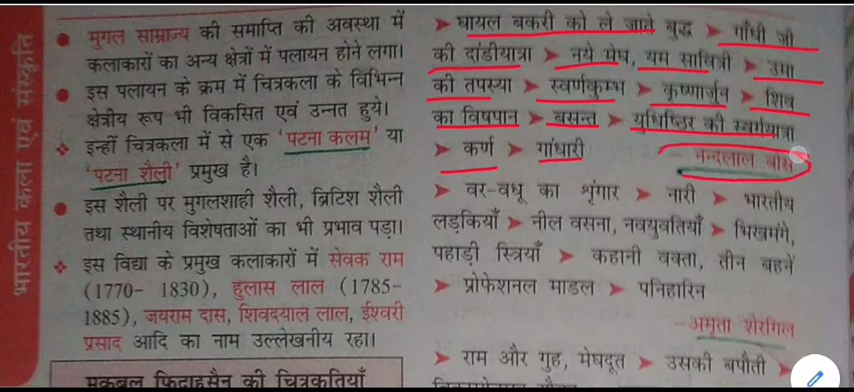 भारतीय कला एवं संस्कृति
मुगल साम्राज्य की समाप्ति की अवस्था में
कलाकारों का अन्य क्षेत्रों में पलायन होने लगा।
इस पलायन के क्रम में चित्रकला के विभिन्न
क्षेत्रीय रूप भी विकसित एवं उन्नत हुये।
इन्हीं चित्रकला में से एक 'पटना कलम' या
'पटना शैली' प्रमुख है।
इस शैली पर मुगलशाही शैली, ब्रिटिश शैली
तथा स्थानीय विशेषताओं का भी प्रभाव पड़ा।
इस विद्या के प्रमुख कलाकारों में सेवक राम
(1770- 1830), हुलास लाल (1785-
1885), जयराम दास, शिवदयाल लाल, ईश्वरी
प्रसाद आदि का नाम उल्लेखनीय रहा।
मकबूल फिदाहुसैन की चित्रकृतियाँ
➤ घायल बकरी को ले जाते बुद्ध ➤ गाँधी जी
की दांडीयात्रा ➤ नये मेघ, यम सावित्री ➤ उमा
की तपस्या ➤ स्वर्णकुम्भ ➤ कृष्णार्जुन ➤ शिव
का विषपान ➤ बसन्त ➤ युधिष्ठिर की स्वर्गयात्रा
➤ कर्ण ➤ गांधारी
- नन्दलाल बोस
➤ वर-वधू का शृंगार ➤ नारी ➤ भारतीय
लड़कियाँ ➤ नील वसना, नवयुवतियाँ ➤ भिखमंगे,
पहाड़ी स्त्रियाँ ➤ कहानी वक्ता, तीन बहनें
➤ प्रोफेशनल माडल ➤ पनिहारिन
-अमृता शेरगिल
➤ राम और गुह, मेघदूत ➤ उसकी बपौती ➤